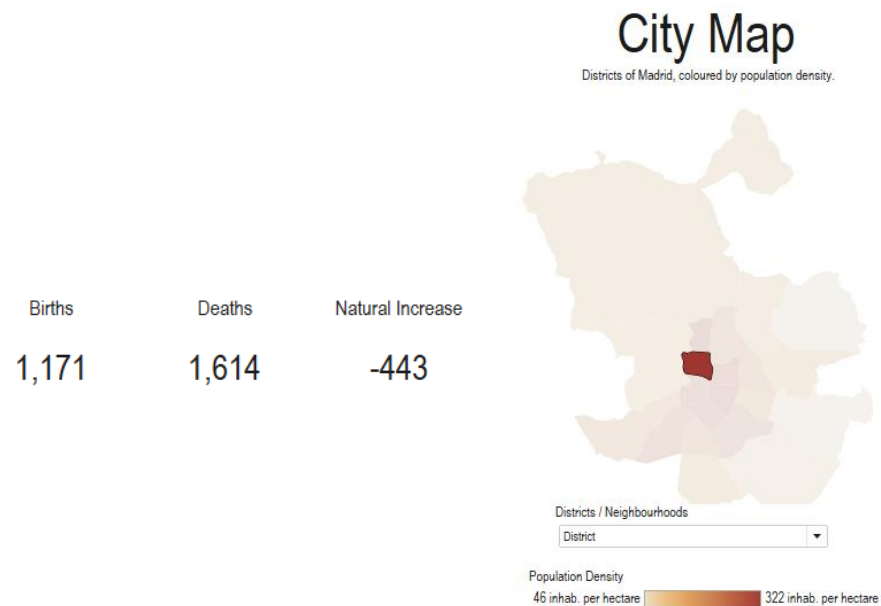 City Map
Districts of Madrid, coloured by population density.
Births Deaths Natural Increase
1,171 1,614 -443
Districts / Neighbourhoods
District
Population Density
46 inhab. per hectare 322 inhab. per hectare